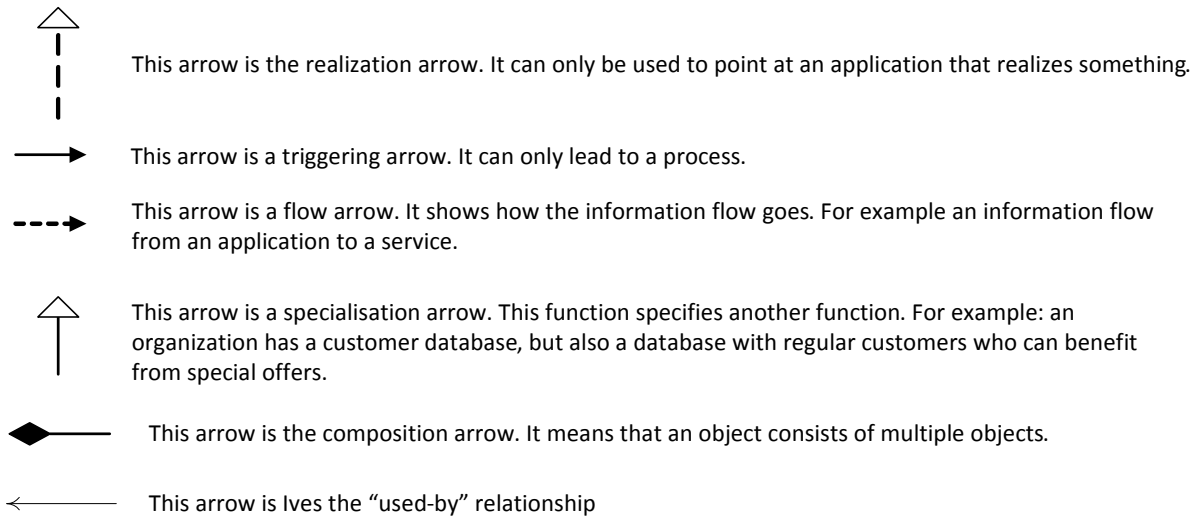 This arrow is the realization arrow. It can only be used to point at an application that realizes something.
This arrow is a triggering arrow. It can only lead to a process.
This arrow is a flow arrow. It shows how the information flow goes. For example an information flow
from an application to a service.
This arrow is a specialisation arrow. This function specifies another function. For example: an
organization has a customer database, but also a database with regular customers who can benefit
from special offers.
This arrow is the composition arrow. It means that an object consists of multiple objects.
This arrow is Ives the “used-by” relationship